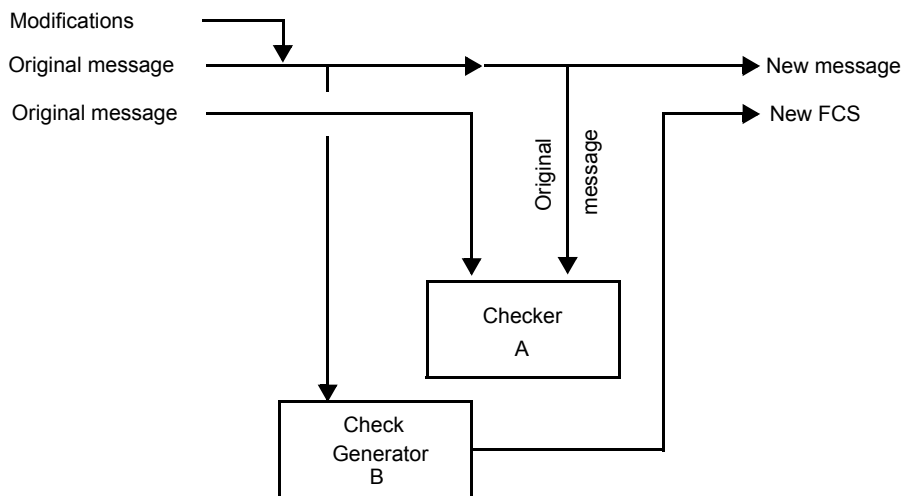 Modifications
Original message
New message
Original message
New FCS
Original
message
Checker
A
Check
Generator
B